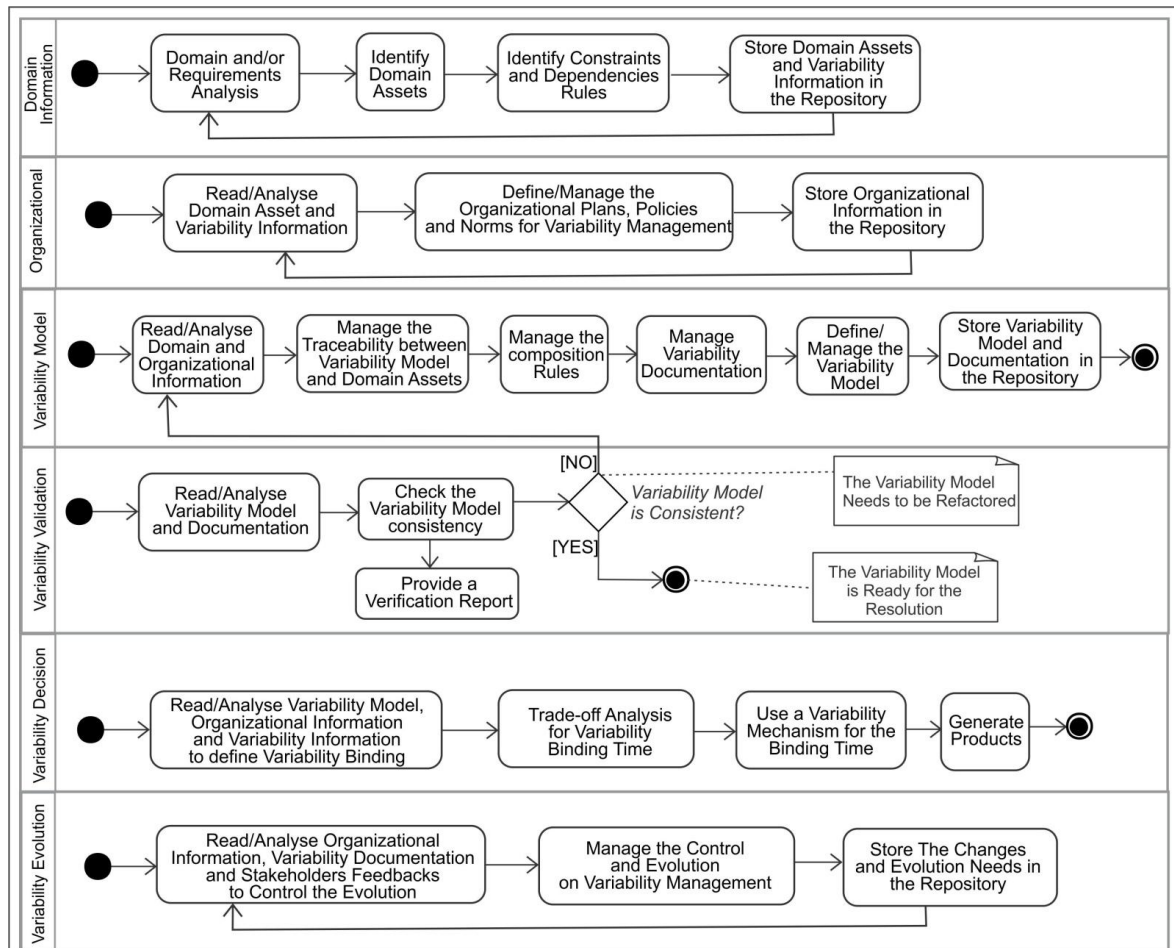 Domain
Information
Domain and/or
Requirements
Analysis
Identify
Domain
Assets
Identify Constraints
and Dependencies
Rules
Store Domain Assets
and Variability
Information in
the Repository
Organizational
Read/Analyse
Domain Asset and
Variability Information
Define/Manage the
Organizational Plans, Policies
and Norms for Variability Management
Store Organizational
Information in
the Repository
Variability Model
Read/Analyse
Domain and
Organizational
Information
Manage the
Traceability between
Variability Model
and Domain Assets
Manage the
composition
Rules
Manage
Variability
Documentation
Define/
Manage the
Variability
Model
Store Variability
Model and
Documentation in
the Repository
Variability Validation
Read/Analyse
Variability Model
and Documentation
Check the
Variability Model
consistency
Provide a
Verification Report
[NO]
Variability Model
is Consistent?
[YES]
The Variability Model
Needs to be Refactored
The Variability Model
is Ready for the
Resolution
Variability Decision
Read/Analyse Variability Model,
Organizational Information
and Variability Information
to define Variability Binding
Trade-off Analysis
for Variability
Binding Time
Use a Variability
Mechanism for the
Binding Time
Generate
Products
Variability Evolution
Read/Analyse Organizational
Information, Variability Documentation
and Stakeholders Feedbacks
to Control the Evolution
Manage the Control
and Evolution
on Variability Management
Store The Changes
and Evolution Needs in
the Repository